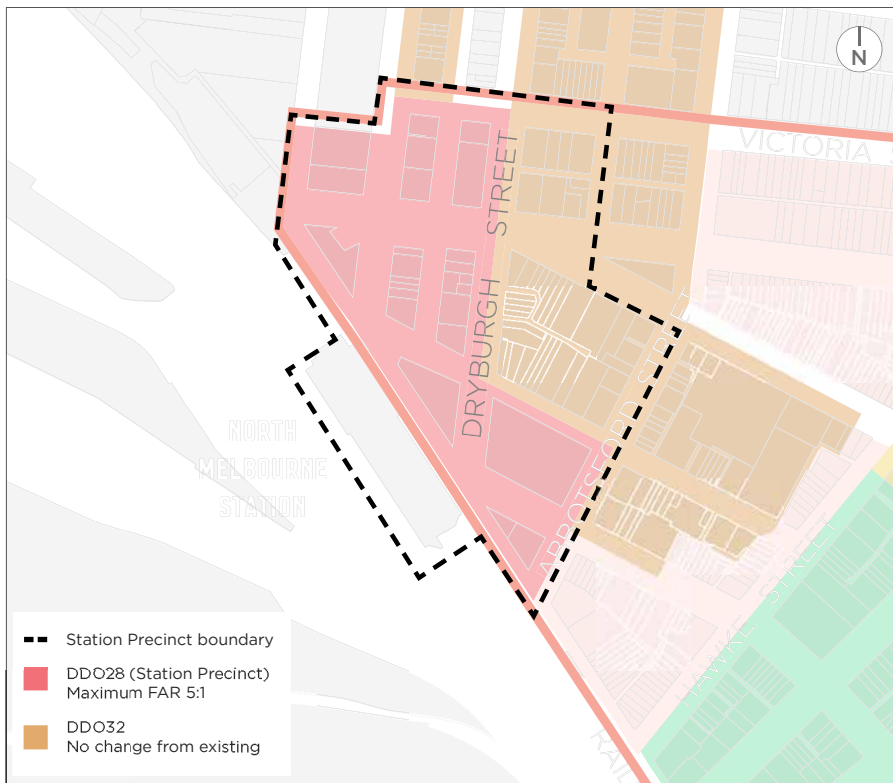 N
VICTORIA
DRYBURGH STREET
ABBOTSFORD STREET
NORTH
MELBOURNE
STATION
HAWKE STREET
Station Precinct boundary
DDO28 (Station Precinct)
Maximum FAR 5:1
DDO32
No change from existing